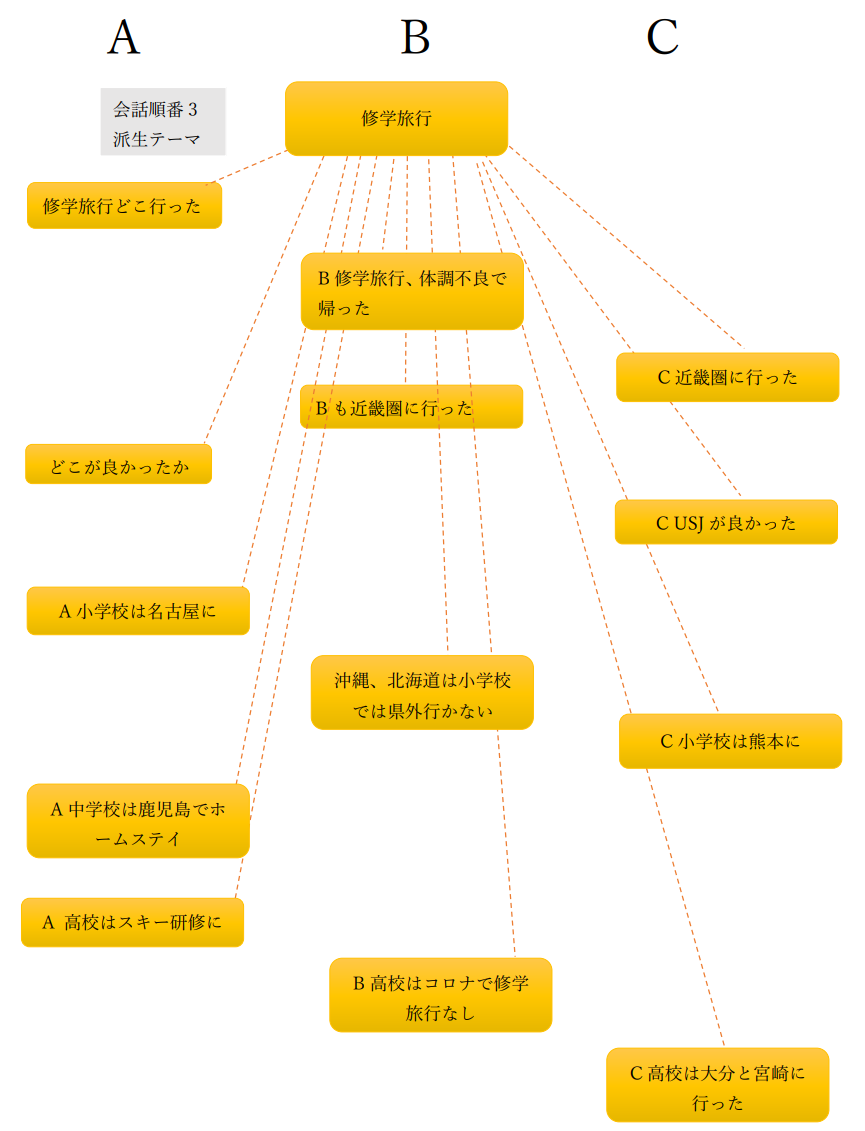 A
B
C
会話順番３
派生テーマ
修学旅行
修学旅行どこ行った
B 修学旅行、体調不良で
帰った
C 近畿圏に行った
B も近畿圏に行った
どこが良かったか
C USJ が良かった
A 小学校は名古屋に
沖縄、北海道は小学校
では県外行かない
C 小学校は熊本に
A 中学校は鹿児島でホ
ームステイ
A 高校はスキー研修に
B 高校はコロナで修学
旅行なし
C 高校は大分と宮崎に
行った